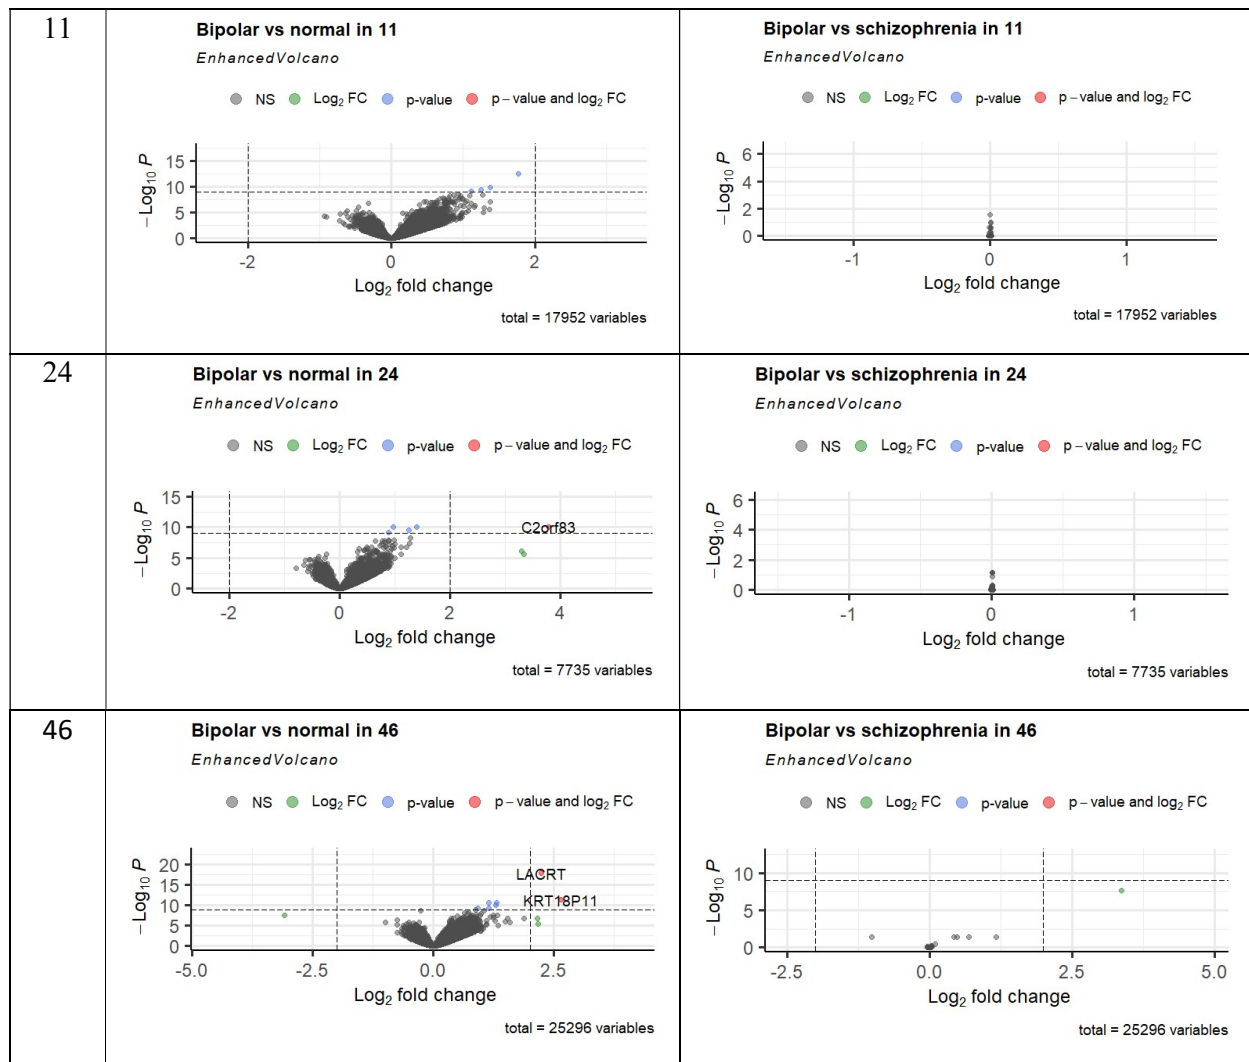 11
Bipolar vs normal in 11
EnhancedVolcano
NS Log2 FC p-value p – value and log2 FC
15
10
5
0
– Log10 P
-2 0 2
Log2 fold change
total = 17952 variables
Bipolar vs schizophrenia in 11
EnhancedVolcano
NS Log2 FC p-value p – value and log2 FC
6
4
2
0
– Log10 P
-1 0 1
Log2 fold change
total = 17952 variables
24
Bipolar vs normal in 24
EnhancedVolcano
NS Log2 FC p-value p – value and log2 FC
15
10
5
0
– Log10 P
C2orf83
-2 0 2 4
Log2 fold change
total = 7735 variables
Bipolar vs schizophrenia in 24
EnhancedVolcano
NS Log2 FC p-value p – value and log2 FC
6
4
2
0
– Log10 P
-1 0 1
Log2 fold change
total = 7735 variables
46
Bipolar vs normal in 46
EnhancedVolcano
NS Log2 FC p-value p – value and log2 FC
20
15
10
5
0
– Log10 P
LACRT
KRT18P11
-5.0 -2.5 0.0 2.5
Log2 fold change
total = 25296 variables
Bipolar vs schizophrenia in 46
EnhancedVolcano
NS Log2 FC p-value p – value and log2 FC
10
5
0
– Log10 P
-2.5 0.0 2.5 5.0
Log2 fold change
total = 25296 variables